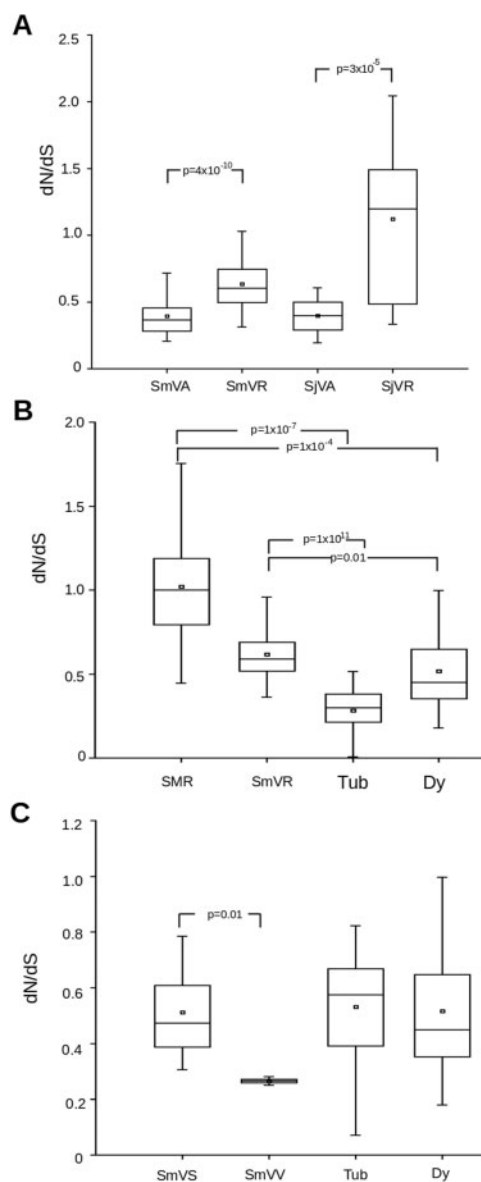 A
2.5
2.0
1.5
1.0
0.5
0
dN/dS
p=3x10-5
p=4x10-10
SmVA SmVR SjVA SjVR
B
2.0
1.5
1.0
0.5
0
dN/dS
p=1x10-7
p=1x10-4
p=1x1011
p=0.01
SMR SmVR Tub Dy
C
1.2
1.0
0.8
0.6
0.4
0.2
0
dN/dS
p=0.01
SmVS SmVV Tub Dy